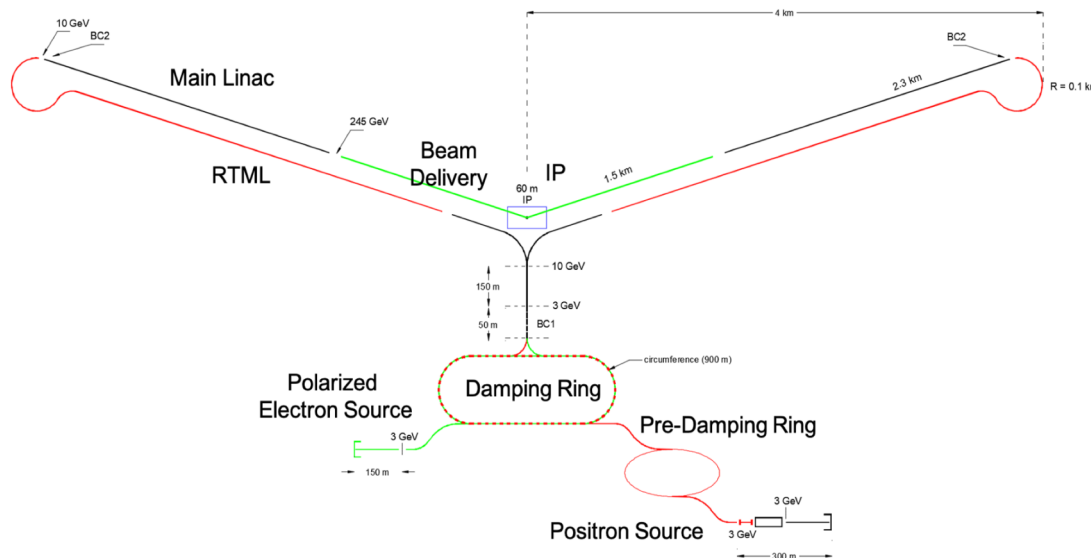 4 km
10 GeV
BC2
BC2
Main Linac
2.3 km
R = 0.1 k
245 GeV
Beam
Delivery
IP
RTML
1.5 km
60 m
IP
10 GeV
150 m
3 GeV
50 m
BC1
circumference (900 m)
Polarized
Electron Source
Damping Ring
Pre-Damping Ring
3 GeV
150 m
3 GeV
Positron Source
3 GeV
300 m